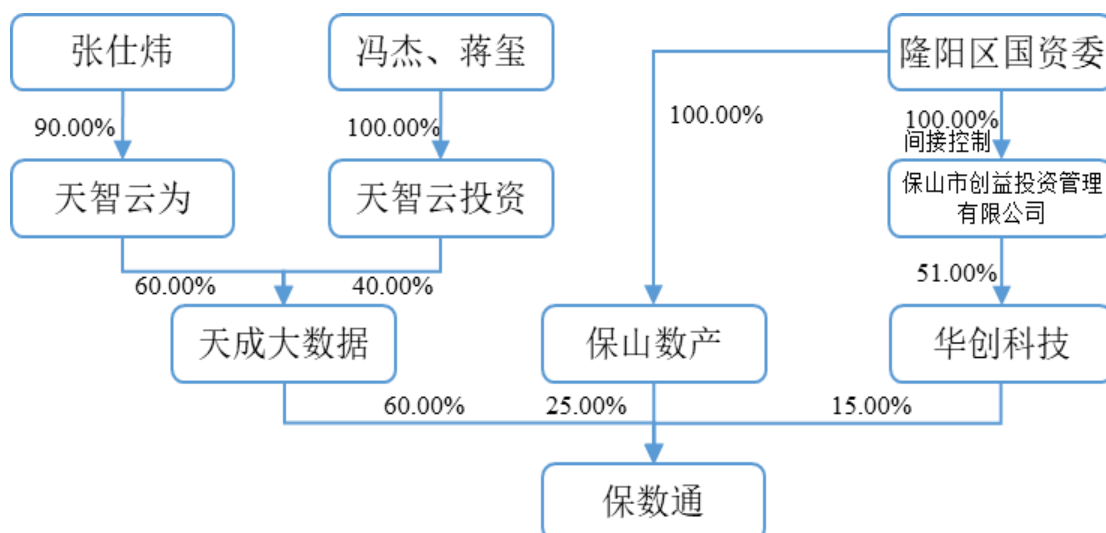 张仕炜
冯杰、蒋玺
隆阳区国资委
90.00%
100.00%
100.00%
100.00%
间接控制
天智云为
天智云投资
保山市创益投资管理
有限公司
60.00%
40.00%
51.00%
天成大数据
保山数产
华创科技
60.00%
25.00%
15.00%
保数通